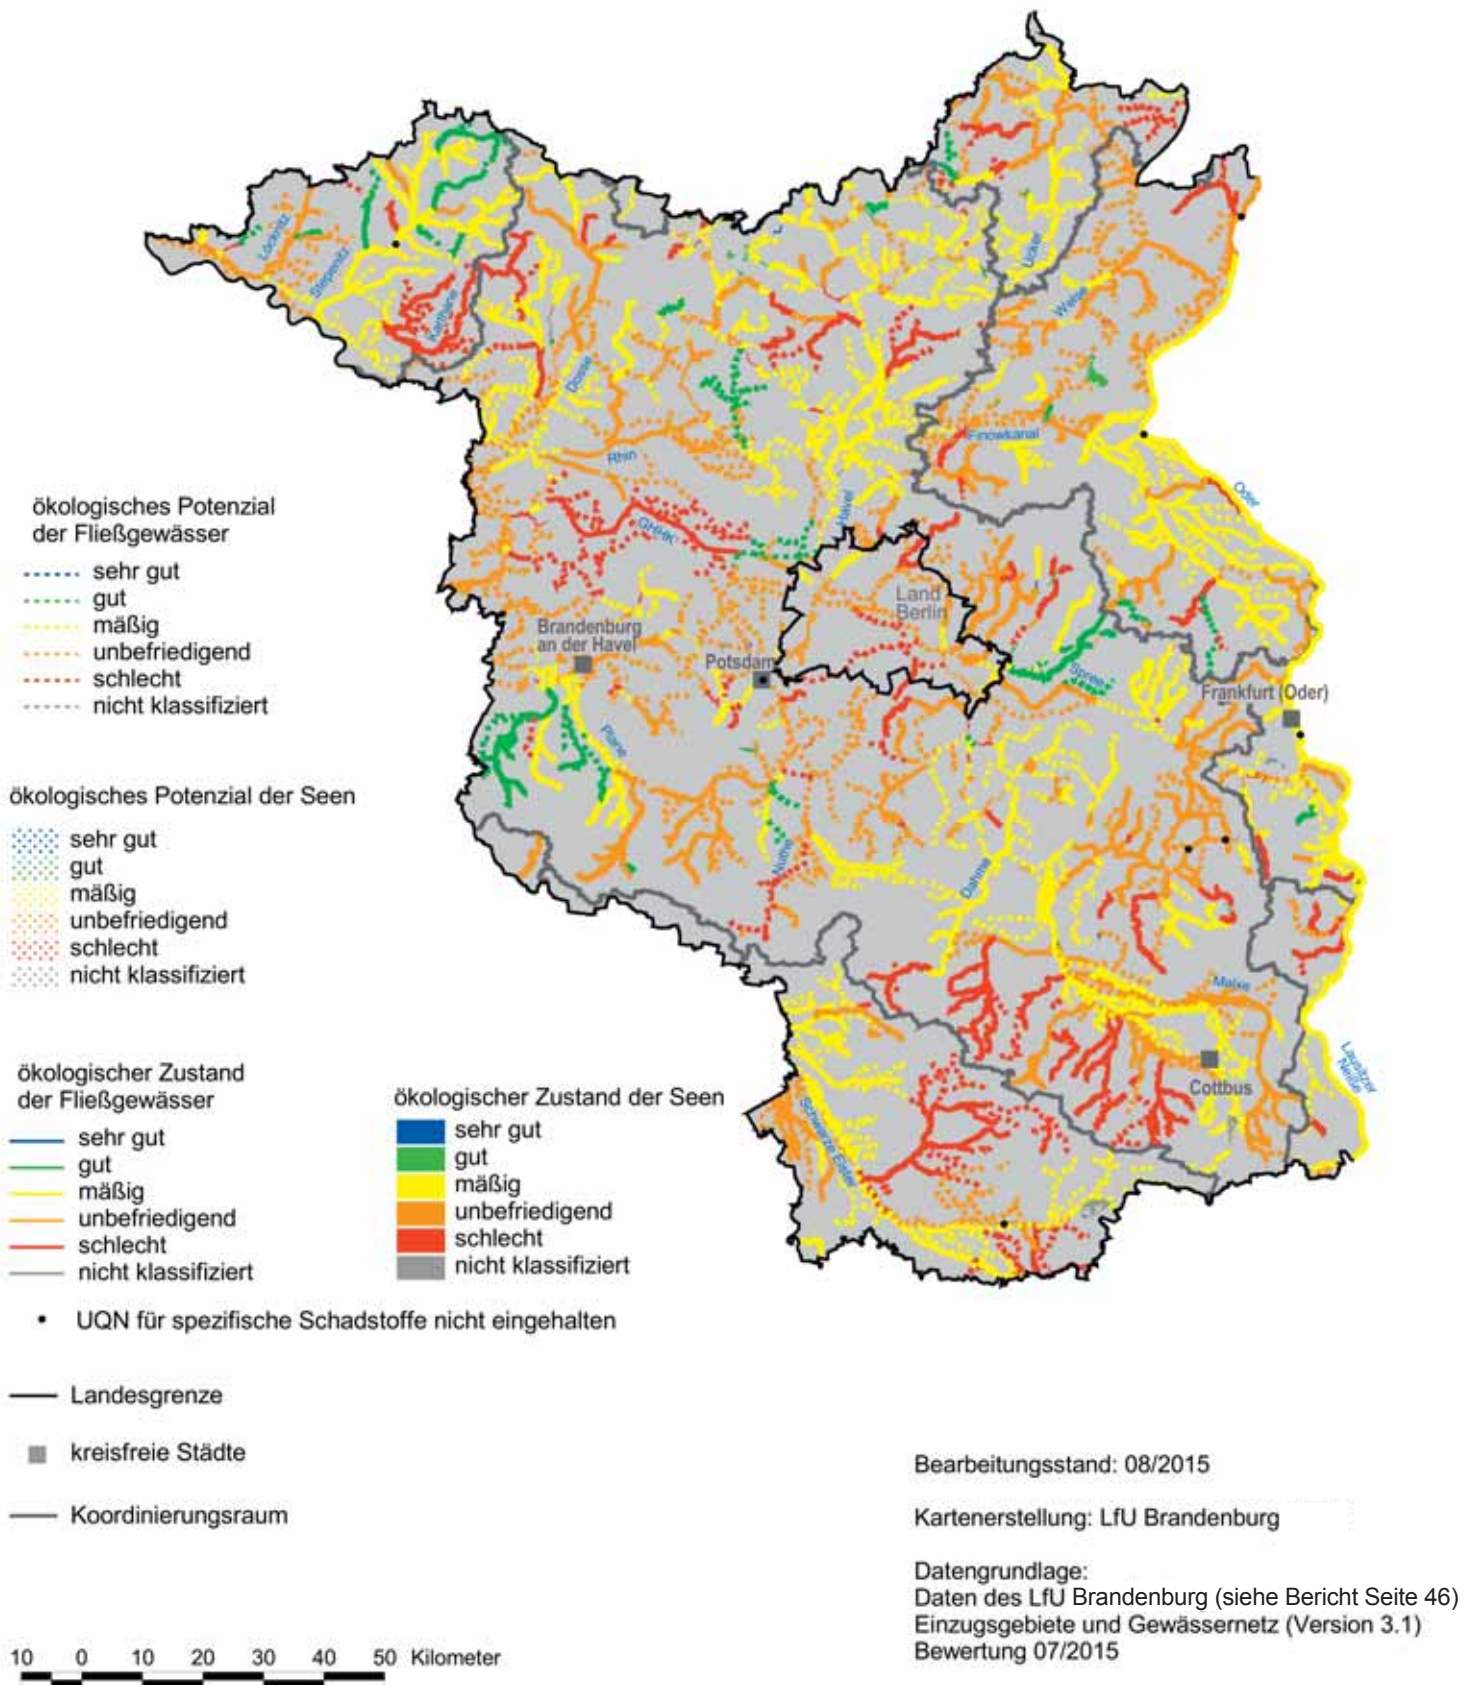 Löcknitz
Stepenitz
Karthane
Dosse
Ucker
Welse
Finowkanal
Rhin
Havel
Oder
GHHK
Land
Berlin
Brandenburg
an der Havel
Potsdam
Spree
Frankfurt (Oder)
Plane
Nuthe
Dahme
Malxe
Cottbus
Lausitzer
Neiße
Schwarze Elster
ökologisches Potenzial
der Fließgewässer
sehr gut
gut
mäßig
unbefriedigend
schlecht
nicht klassifiziert
ökologisches Potenzial der Seen
sehr gut
gut
mäßig
unbefriedigend
schlecht
nicht klassifiziert
ökologischer Zustand
der Fließgewässer
sehr gut
gut
mäßig
unbefriedigend
schlecht
nicht klassifiziert
ökologischer Zustand der Seen
sehr gut
gut
mäßig
unbefriedigend
schlecht
nicht klassifiziert
UQN für spezifische Schadstoffe nicht eingehalten
Landesgrenze
kreisfreie Städte
Koordinierungsraum
10 0 10 20 30 40 50 Kilometer
Bearbeitungsstand: 08/2015
Kartenerstellung: LfU Brandenburg
Datengrundlage:
Daten des LfU Brandenburg (siehe Bericht Seite 46)
Einzugsgebiete und Gewässernetz (Version 3.1)
Bewertung 07/2015